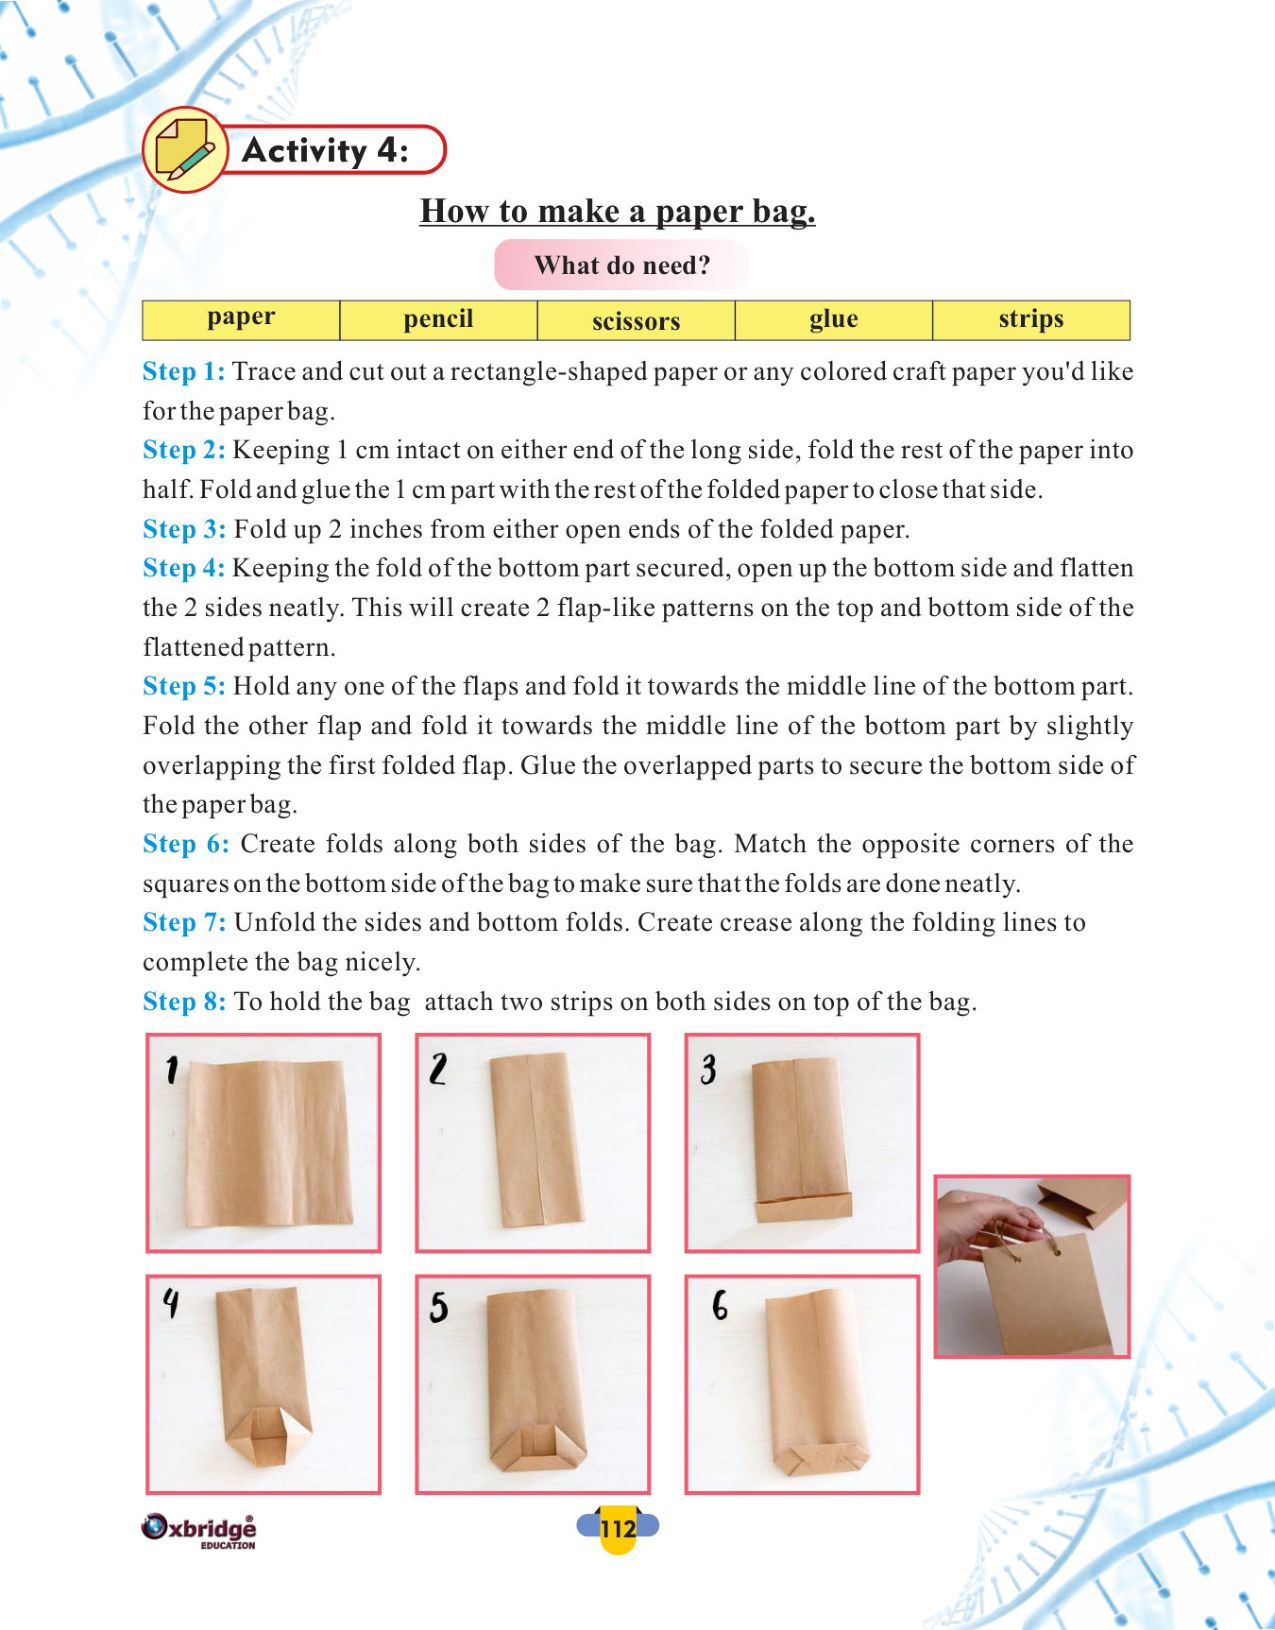 Activity 4:
How to make a paper bag.
What do need?
paper pencil scissors glue strips
Step 1: Trace and cut out a rectangle-shaped paper or any colored craft paper you'd like
for the paper bag.
Step 2: Keeping 1 cm intact on either end of the long side, fold the rest of the paper into
half. Fold and glue the 1 cm part with the rest of the folded paper to close that side.
Step 3: Fold up 2 inches from either open ends of the folded paper.
Step 4: Keeping the fold of the bottom part secured, open up the bottom side and flatten
the 2 sides neatly. This will create 2 flap-like patterns on the top and bottom side of the
flattened pattern.
Step 5: Hold any one of the flaps and fold it towards the middle line of the bottom part.
Fold the other flap and fold it towards the middle line of the bottom part by slightly
overlapping the first folded flap. Glue the overlapped parts to secure the bottom side of
the paper bag.
Step 6: Create folds along both sides of the bag. Match the opposite corners of the
squares on the bottom side of the bag to make sure that the folds are done neatly.
Step 7: Unfold the sides and bottom folds. Create crease along the folding lines to
complete the bag nicely.
Step 8: To hold the bag attach two strips on both sides on top of the bag.
1 2 3
4 5 6
Oxbridge®
EDUCATION
112